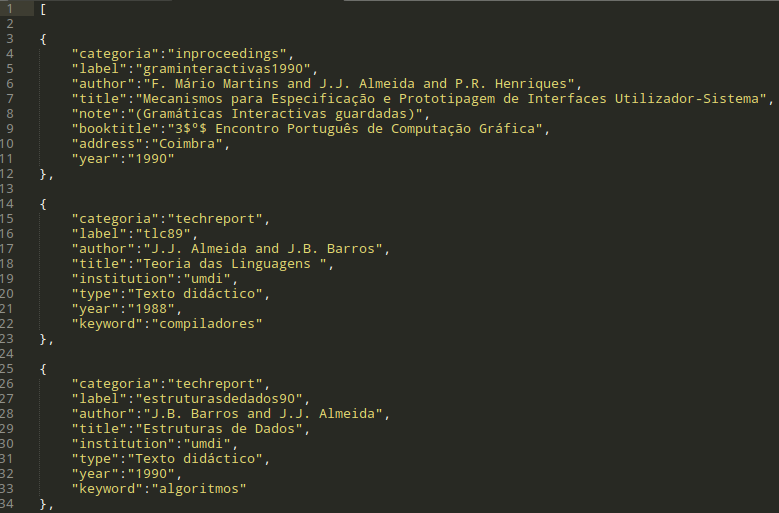 1 [
2
3 {
4 "categoria":"inproceedings",
5 "label":"graminteractivas1990",
6 "author":"F. Mário Martins and J.J. Almeida and P.R. Henriques",
7 "title":"Mecanismos para Especificação e Prototipagem de Interfaces Utilizador-Sistema",
8 "note":"(Gramáticas Interactivas guardadas)",
9 "booktitle":"3$º$ Encontro Português de Computação Gráfica",
10 "address":"Coimbra",
11 "year":"1990"
12 },
13
14 {
15 "categoria":"techreport",
16 "label":"tlc89",
17 "author":"J.J. Almeida and J.B. Barros",
18 "title":"Teoria das Linguagens ",
19 "institution":"umdi",
20 "type":"Texto didáctico",
21 "year":"1988",
22 "keyword":"compiladores"
23 },
24
25 {
26 "categoria":"techreport",
27 "label":"estruturasdedados90",
28 "author":"J.B. Barros and J.J. Almeida",
29 "title":"Estruturas de Dados",
30 "institution":"umdi",
31 "type":"Texto didáctico",
32 "year":"1990",
33 "keyword":"algoritmos"
34 },